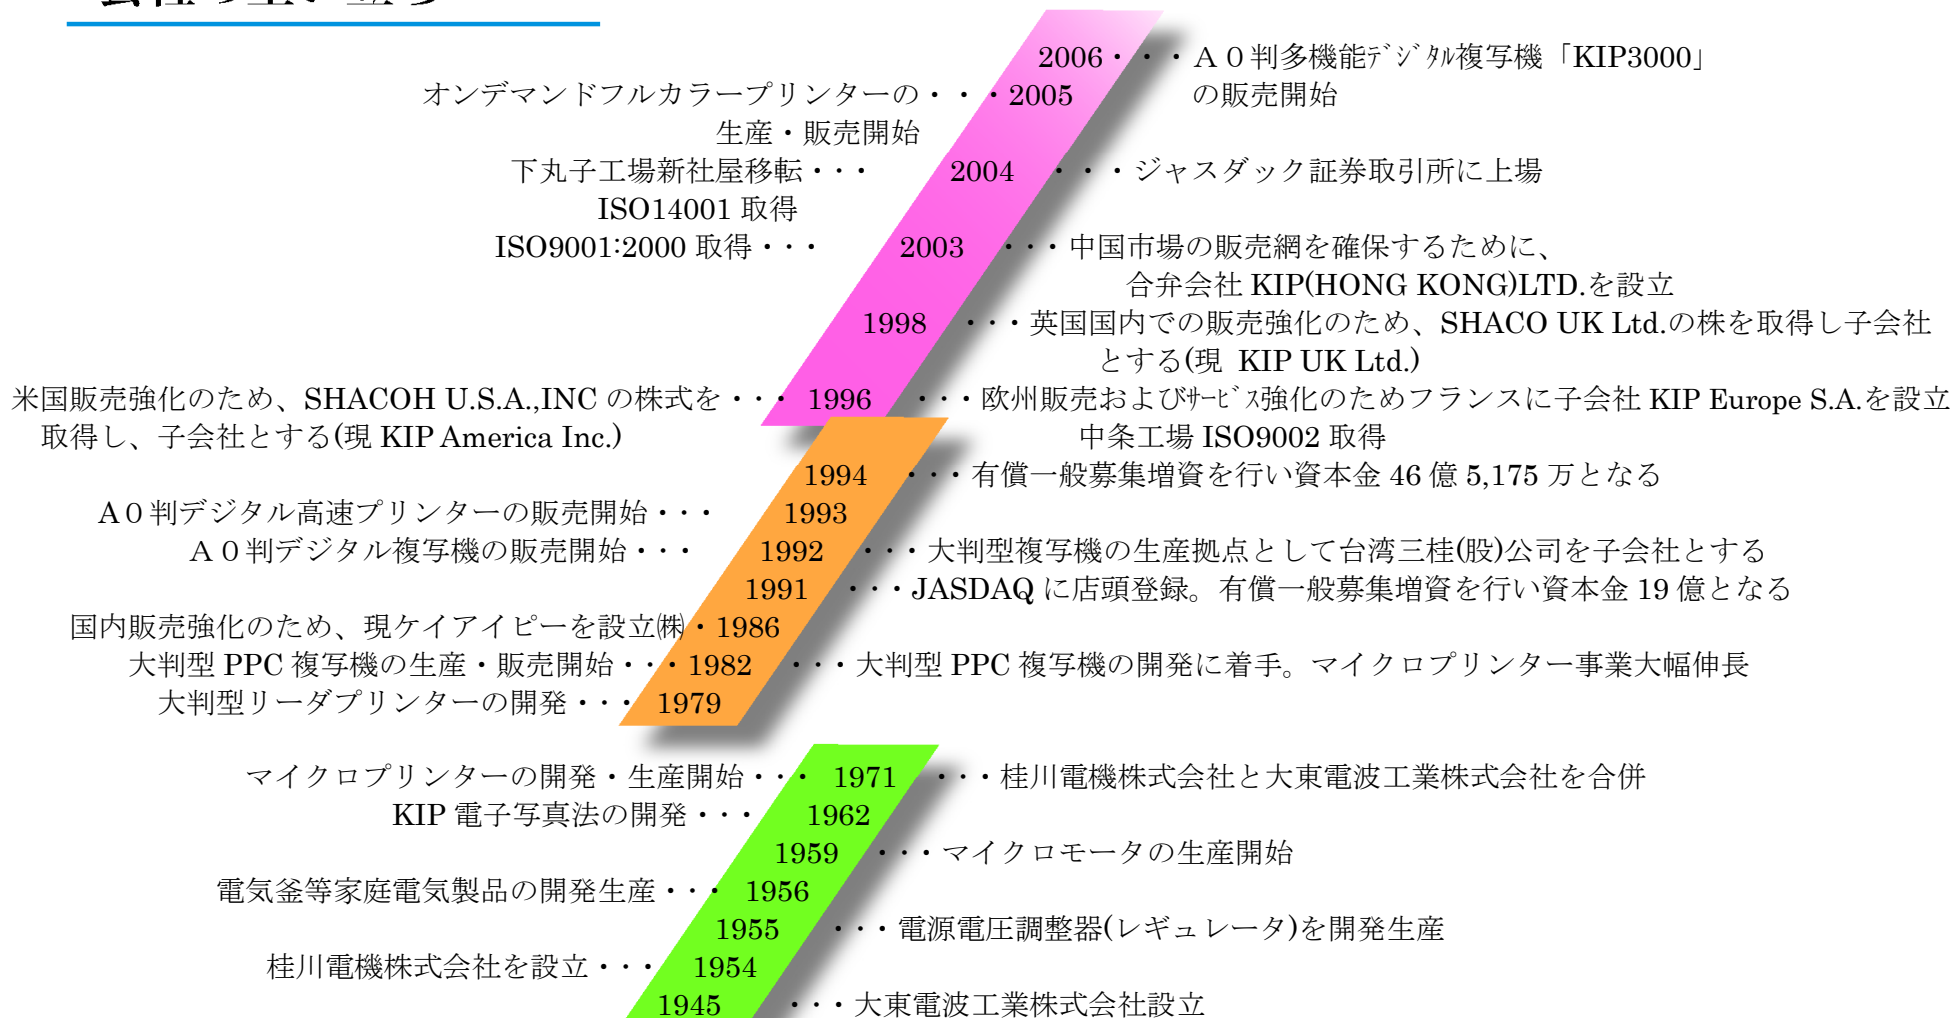 2006・・・Ａ０判多機能ﾃﾞｼﾞﾀﾙ複写機「KIP3000」
オンデマンドフルカラープリンターの・・・2005
の販売開始
生産・販売開始
下丸子工場新社屋移転・・・ 2004 ・・・ジャスダック証券取引所に上場
ISO14001 取得
ISO9001:2000 取得・・・ 2003 ・・・中国市場の販売網を確保するために、
合弁会社 KIP(HONG KONG)LTD.を設立
1998 ・・・英国国内での販売強化のため、SHACO UK Ltd.の株を取得し子会社
とする(現 KIP UK Ltd.)
米国販売強化のため、SHACOH U.S.A.,INC の株式を・・・ 1996 ・・・欧州販売およびｻｰﾋﾞｽ強化のためフランスに子会社 KIP Europe S.A.を設立
取得し、子会社とする(現 KIP America Inc.) 中条工場 ISO9002 取得
1994 ・・・有償一般募集増資を行い資本金 46 億 5,175 万となる
Ａ０判デジタル高速プリンターの販売開始・・・ 1993
Ａ０判デジタル複写機の販売開始・・・ 1992 ・・・大判型複写機の生産拠点として台湾三桂(股)公司を子会社とする
1991 ・・・JASDAQ に店頭登録。有償一般募集増資を行い資本金 19 億となる
国内販売強化のため、現ケイアイピーを設立㈱・1986
大判型 PPC 複写機の生産・販売開始・・・1982 ・・・大判型 PPC 複写機の開発に着手。マイクロプリンター事業大幅伸長
大判型リーダプリンターの開発・・・ 1979
マイクロプリンターの開発・生産開始・・・ 1971 ・・・桂川電機株式会社と大東電波工業株式会社を合併
KIP 電子写真法の開発・・・ 1962
1959 ・・・マイクロモータの生産開始
電気釜等家庭電気製品の開発生産・・・ 1956
1955 ・・・電源電圧調整器(レギュレータ)を開発生産
桂川電機株式会社を設立・・・ 1954
1945 ・・・大東電波工業株式会社設立